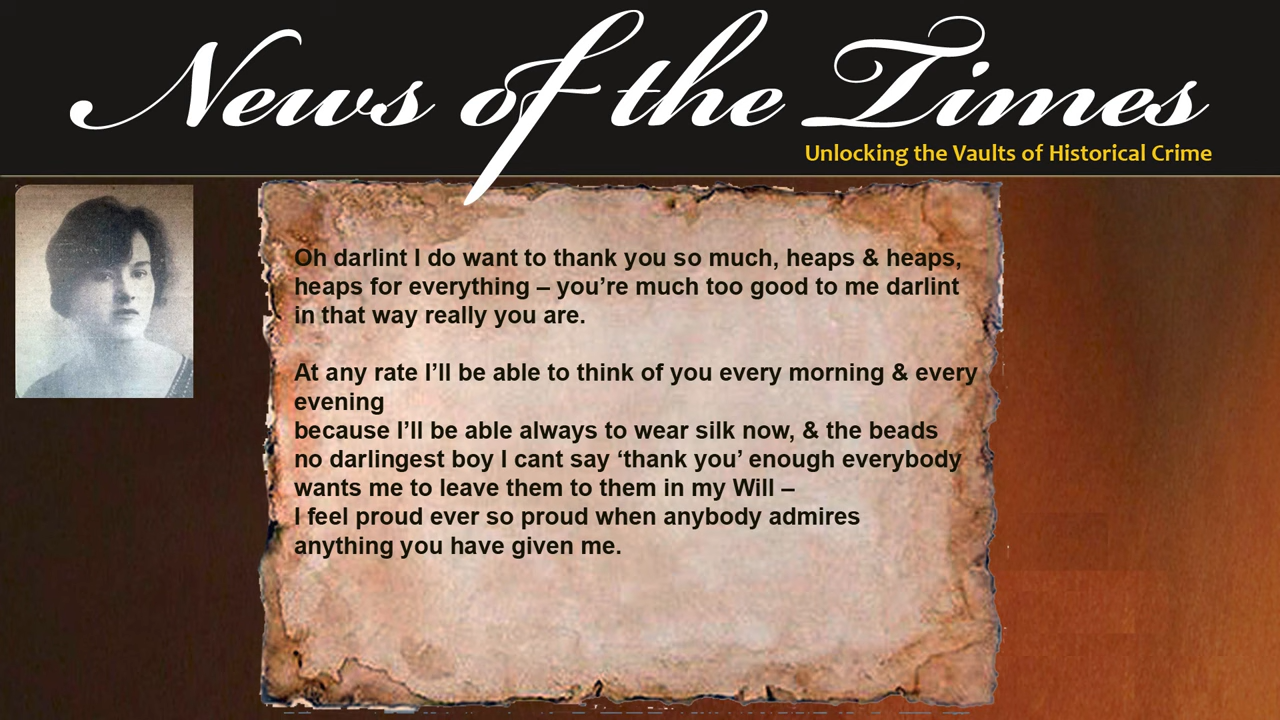 News of the Times
Unlocking the Vaults of Historical Crime
Oh darlint I do want to thank you so much, heaps & heaps,
heaps for everything – you’re much too good to me darlint
in that way really you are.
At any rate I’ll be able to think of you every morning & every
evening
because I’ll be able always to wear silk now, & the beads
no darlingest boy I cant say ‘thank you’ enough everybody
wants me to leave them to them in my Will –
I feel proud ever so proud when anybody admires
anything you have given me.